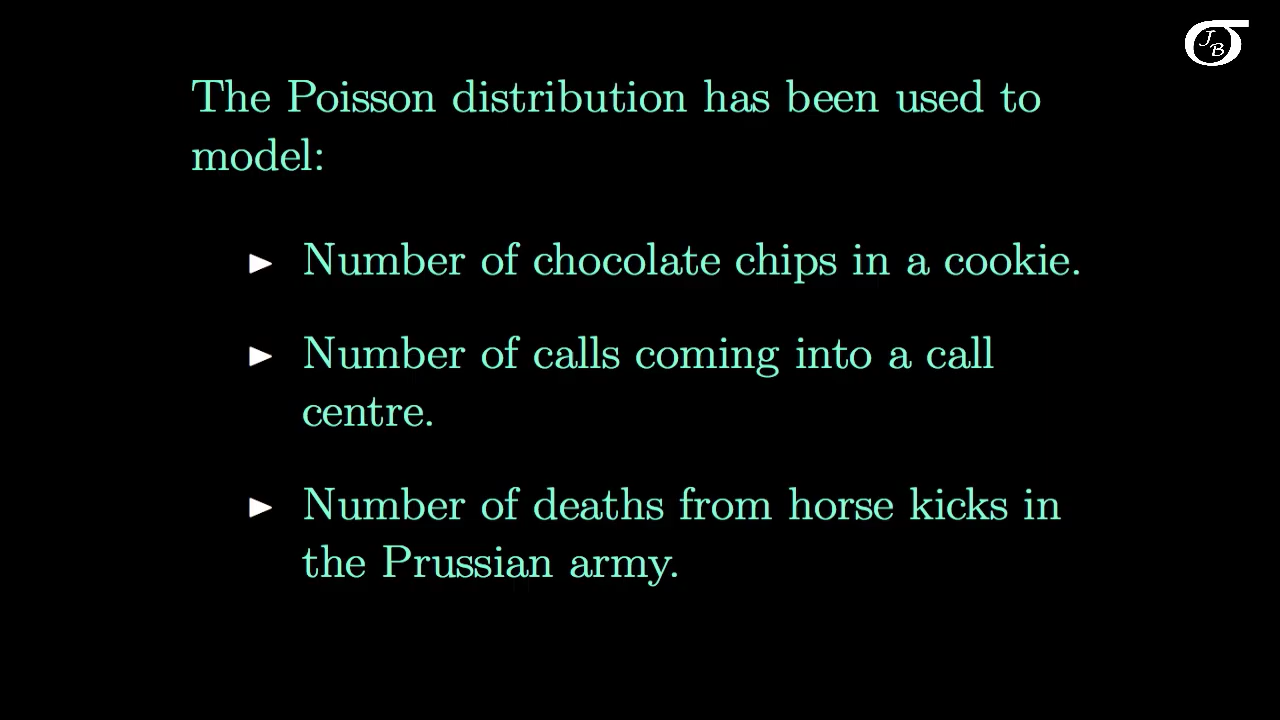 JB
The Poisson distribution has been used to
model:
► Number of chocolate chips in a cookie.
► Number of calls coming into a call
centre.
► Number of deaths from horse kicks in
the Prussian army.